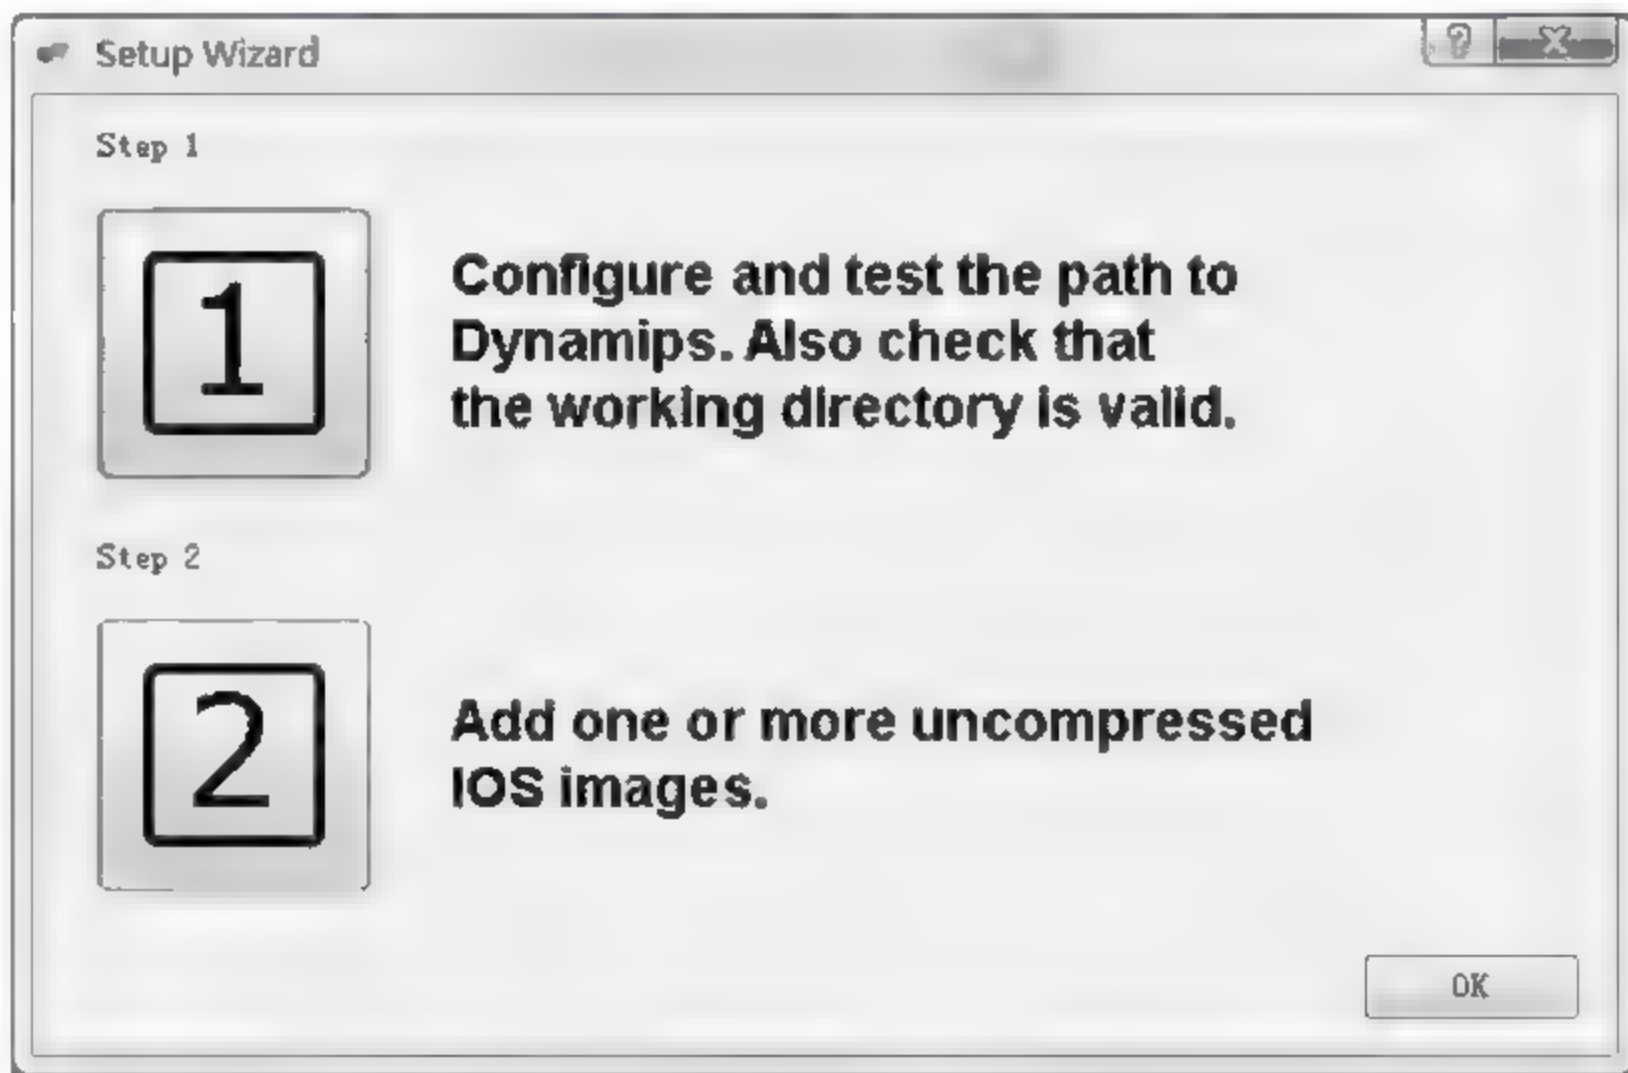 Setup Wizard
?
X
Step 1
1
Configure and test the path to
Dynamips. Also check that
the working directory is valid.
Step 2
2
Add one or more uncompressed
IOS images.
OK